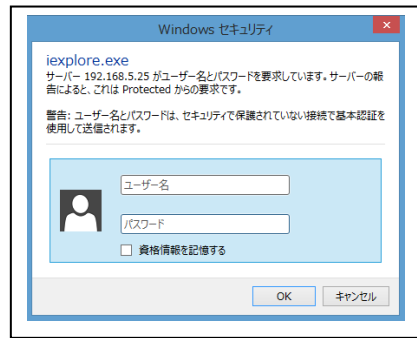 Windows セキュリティ
iexplore.exe
サーバー 192.168.5.25 がユーザー名とパスワードを要求しています。サーバーの報
告によると、これは Protected からの要求です。
警告: ユーザー名とパスワードは、セキュリティで保護されていない接続で基本認証を
使用して送信されます。
ユーザー名
パスワード
資格情報を記憶する
OK
キャンセル